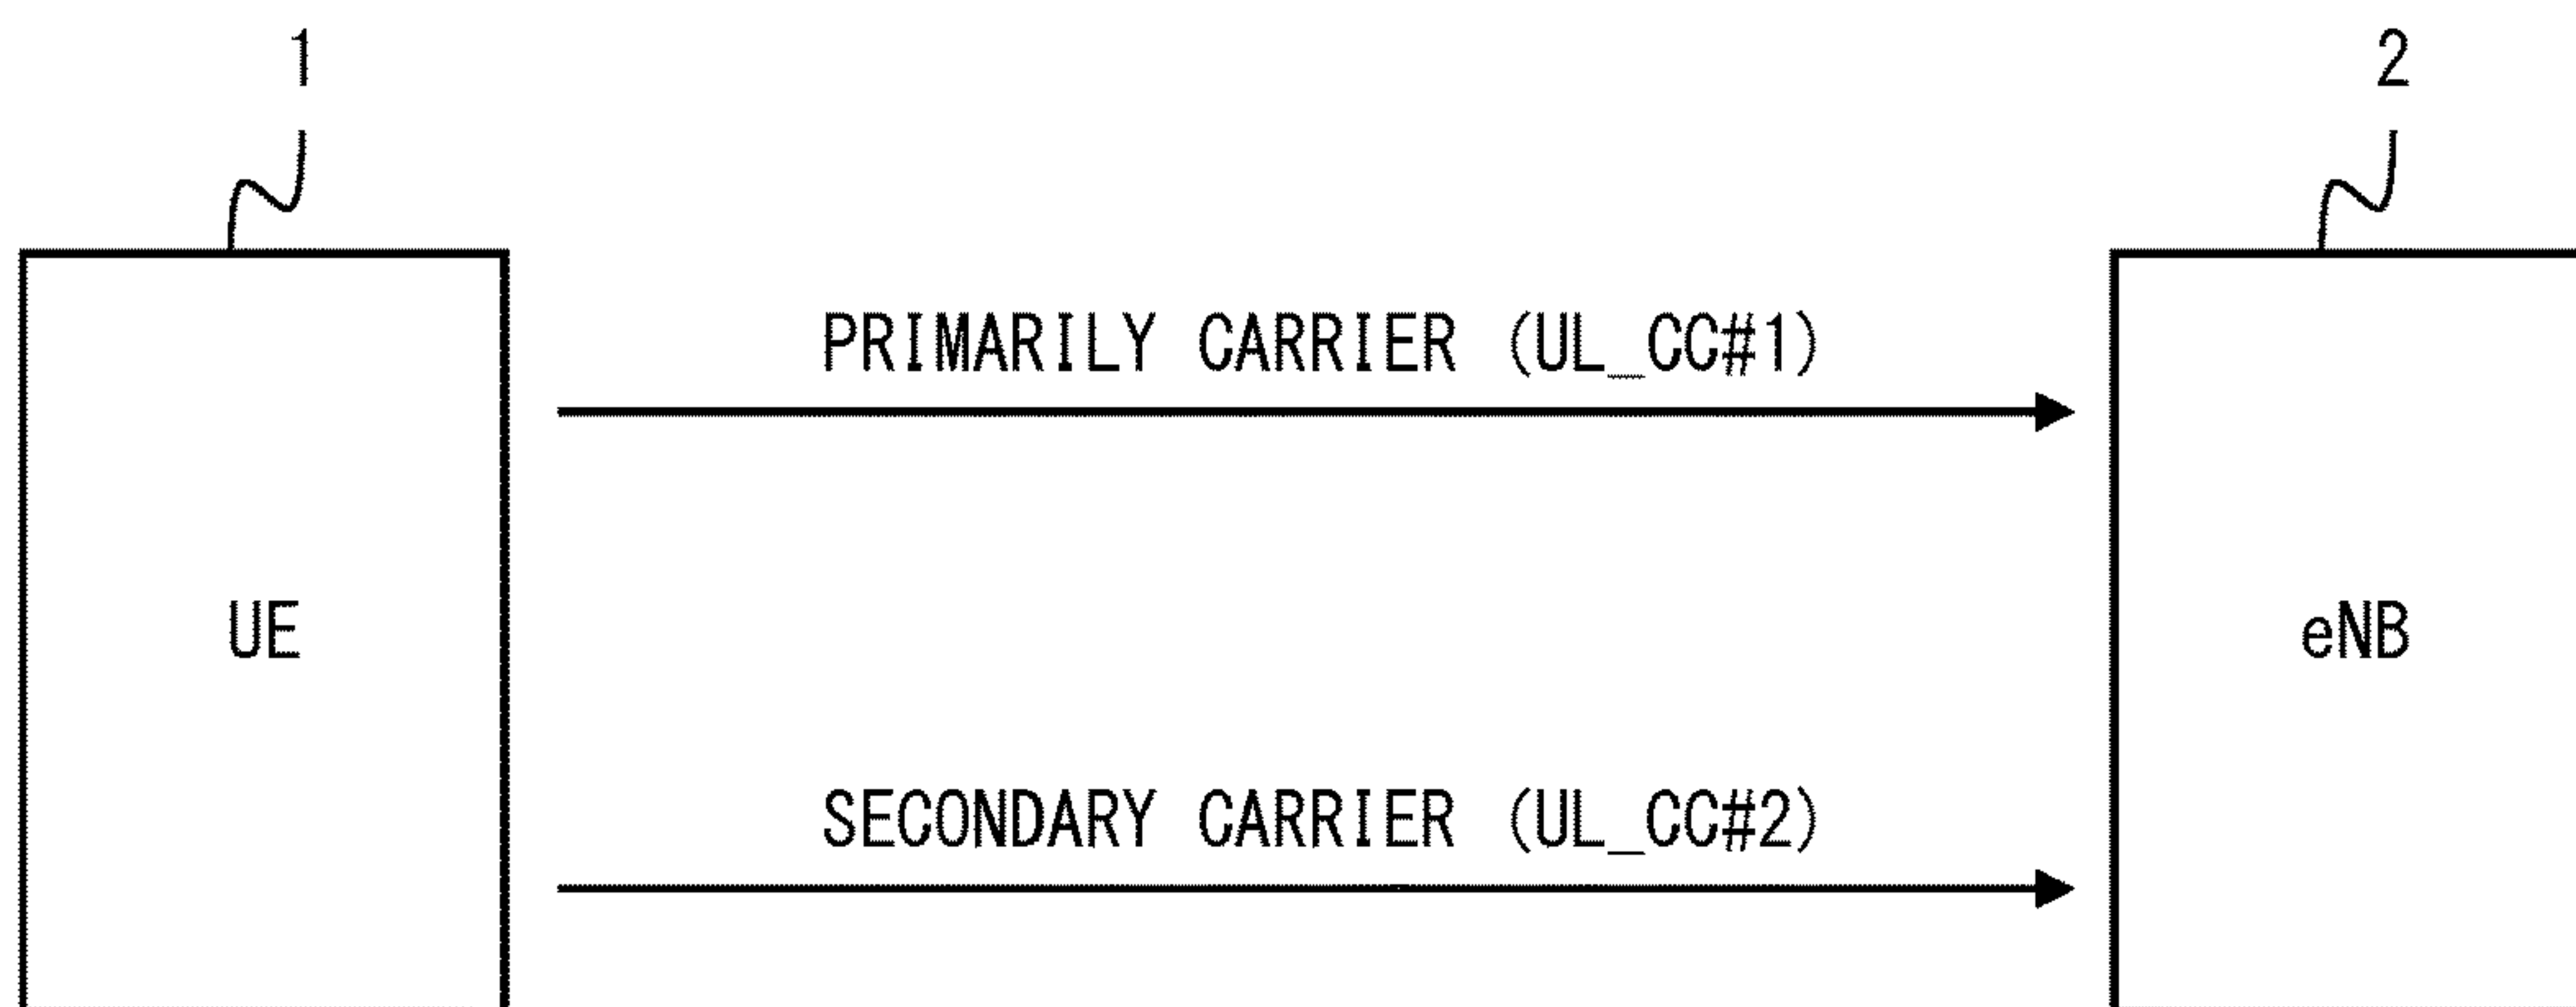 1
2
PRIMARILY CARRIER (UL_CC#1)
UE
eNB
SECONDARY CARRIER (UL_CC#2)